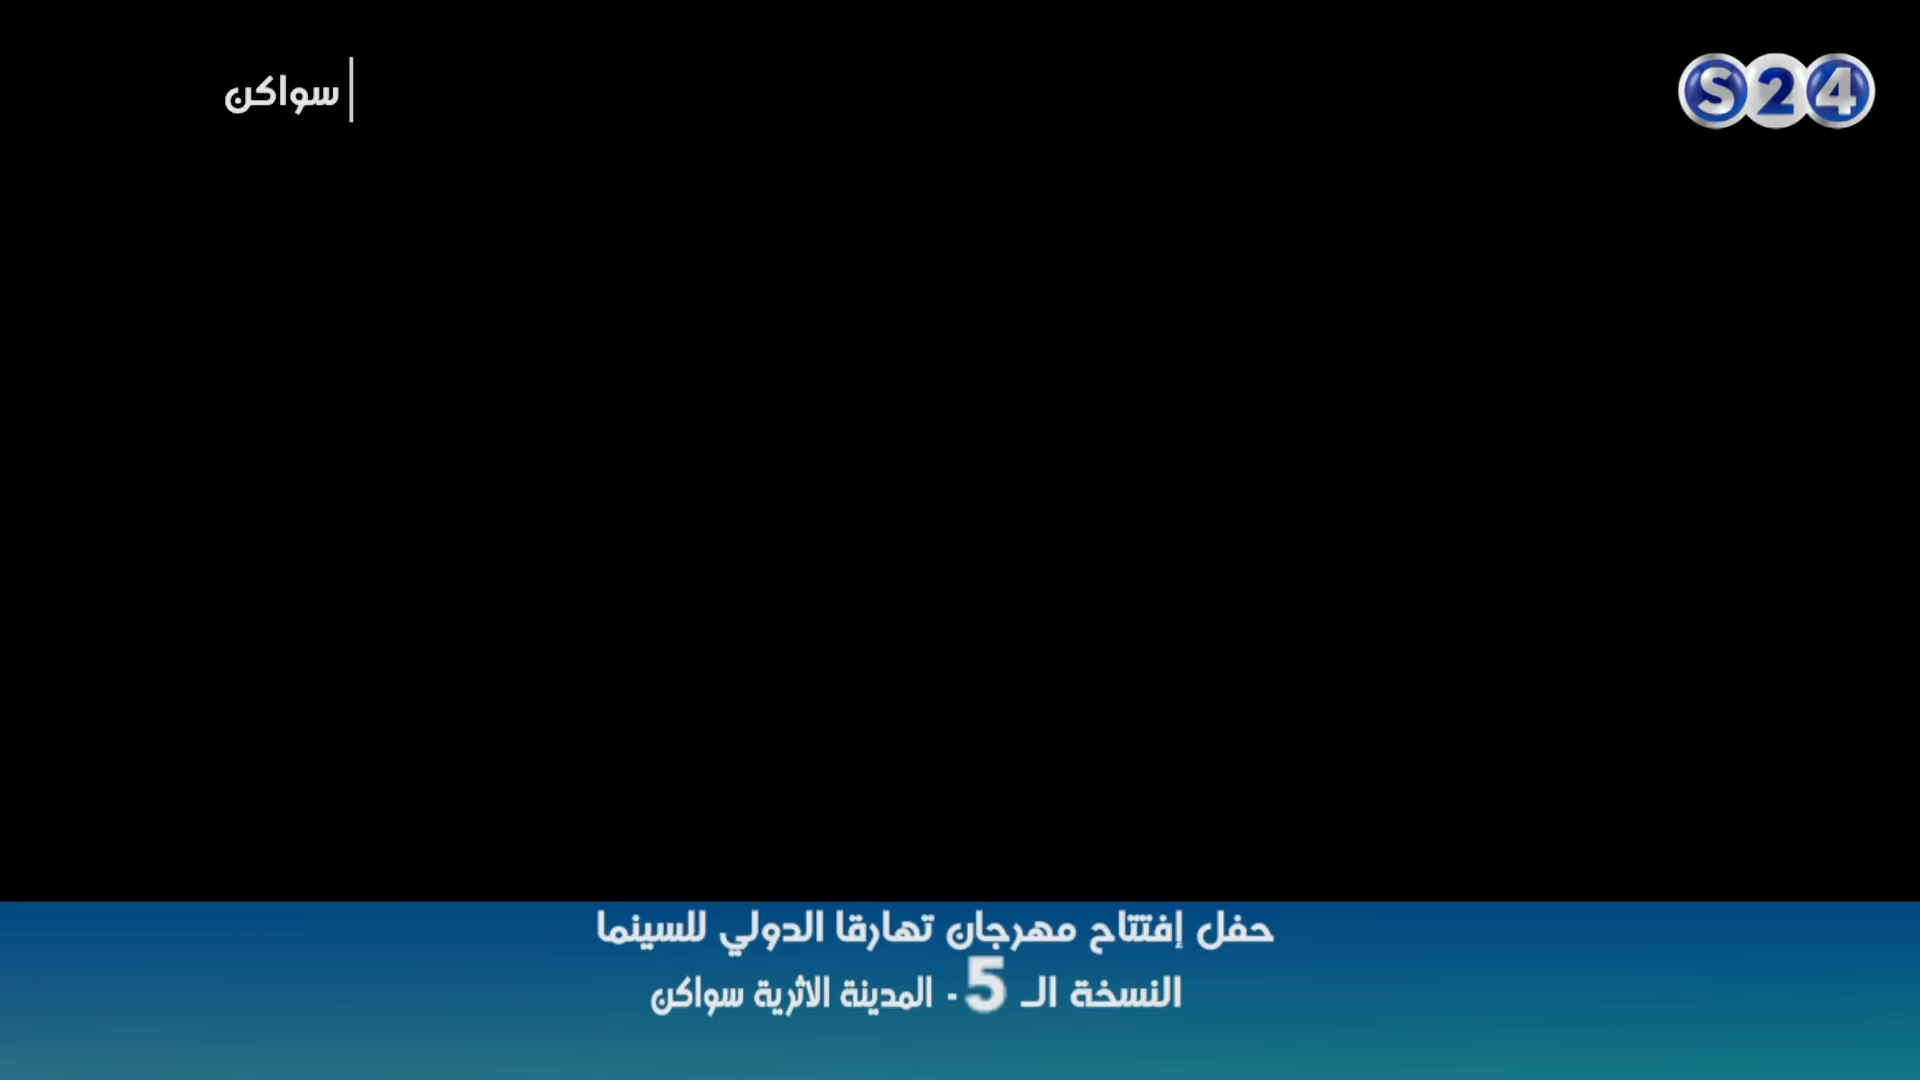 سواكن
S24
حفل إفتتاح مهرجان تهارقا الدولي للسينما
النسخة الـ 5 - المدينة الاثرية سواكن